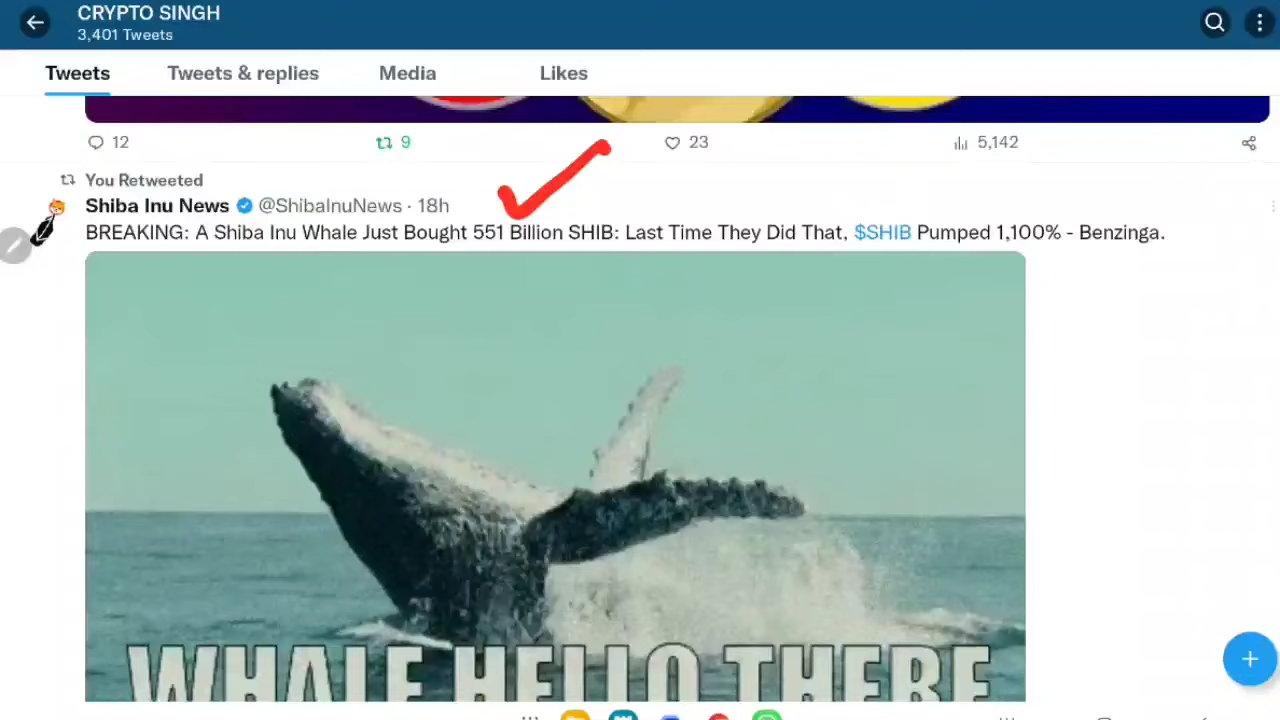 CRYPTO SINGH
3,401 Tweets
Tweets Tweets & replies Media Likes
12 9 23 5,142
You Retweeted
Shiba Inu News @ShibaInuNews · 18h
BREAKING: A Shiba Inu Whale Just Bought 551 Billion SHIB: Last Time They Did That, $SHIB Pumped 1,100% - Benzinga.
WHALE HELLO THERE